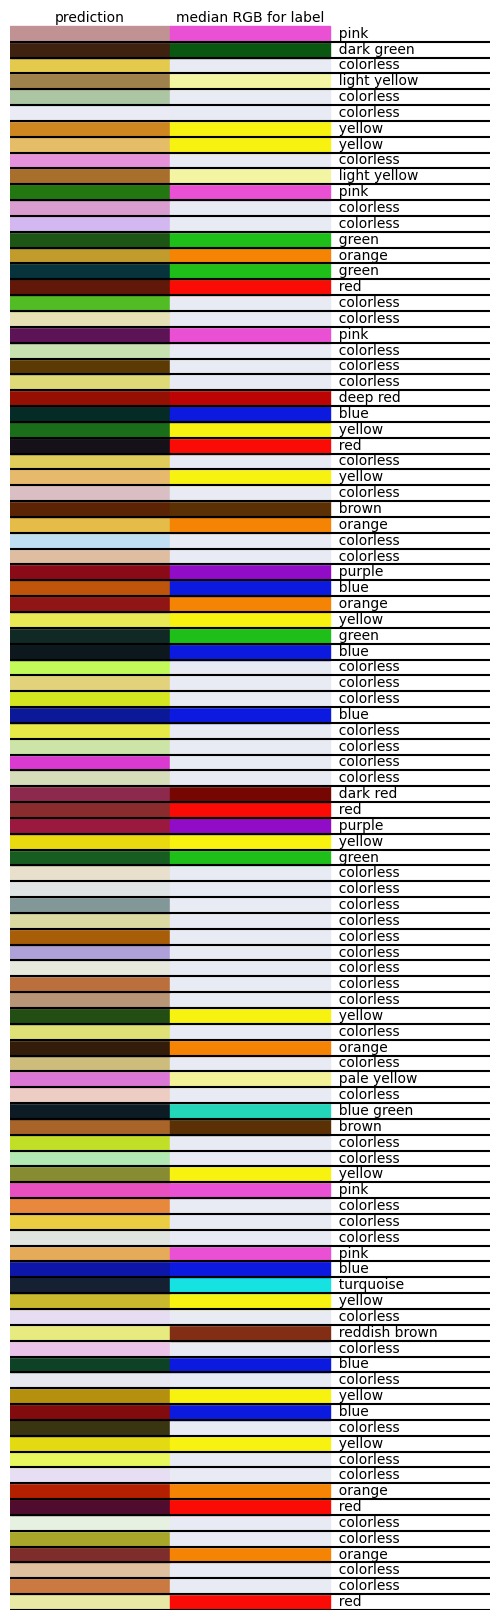 prediction median RGB for label
pink
dark green
colorless
light yellow
colorless
colorless
yellow
yellow
colorless
light yellow
pink
colorless
colorless
green
orange
green
red
colorless
colorless
pink
colorless
colorless
colorless
deep red
blue
yellow
red
colorless
yellow
colorless
brown
orange
colorless
colorless
purple
blue
orange
yellow
green
blue
colorless
colorless
colorless
blue
colorless
colorless
colorless
colorless
dark red
red
purple
yellow
green
colorless
colorless
colorless
colorless
colorless
colorless
colorless
colorless
colorless
yellow
colorless
orange
colorless
pale yellow
colorless
blue green
brown
colorless
colorless
yellow
pink
colorless
colorless
colorless
pink
blue
turquoise
yellow
colorless
reddish brown
colorless
blue
colorless
yellow
blue
colorless
yellow
colorless
colorless
orange
red
colorless
colorless
orange
colorless
colorless
red